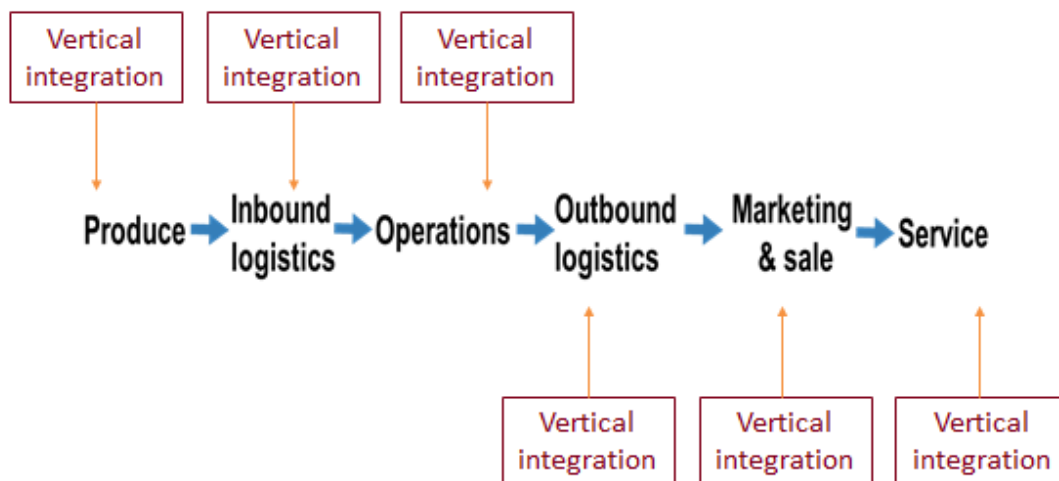 Vertical
integration
Vertical
integration
Vertical
integration
Produce
Inbound
logistics
Operations
Outbound
logistics
Marketing
& sale
Service
Vertical
integration
Vertical
integration
Vertical
integration